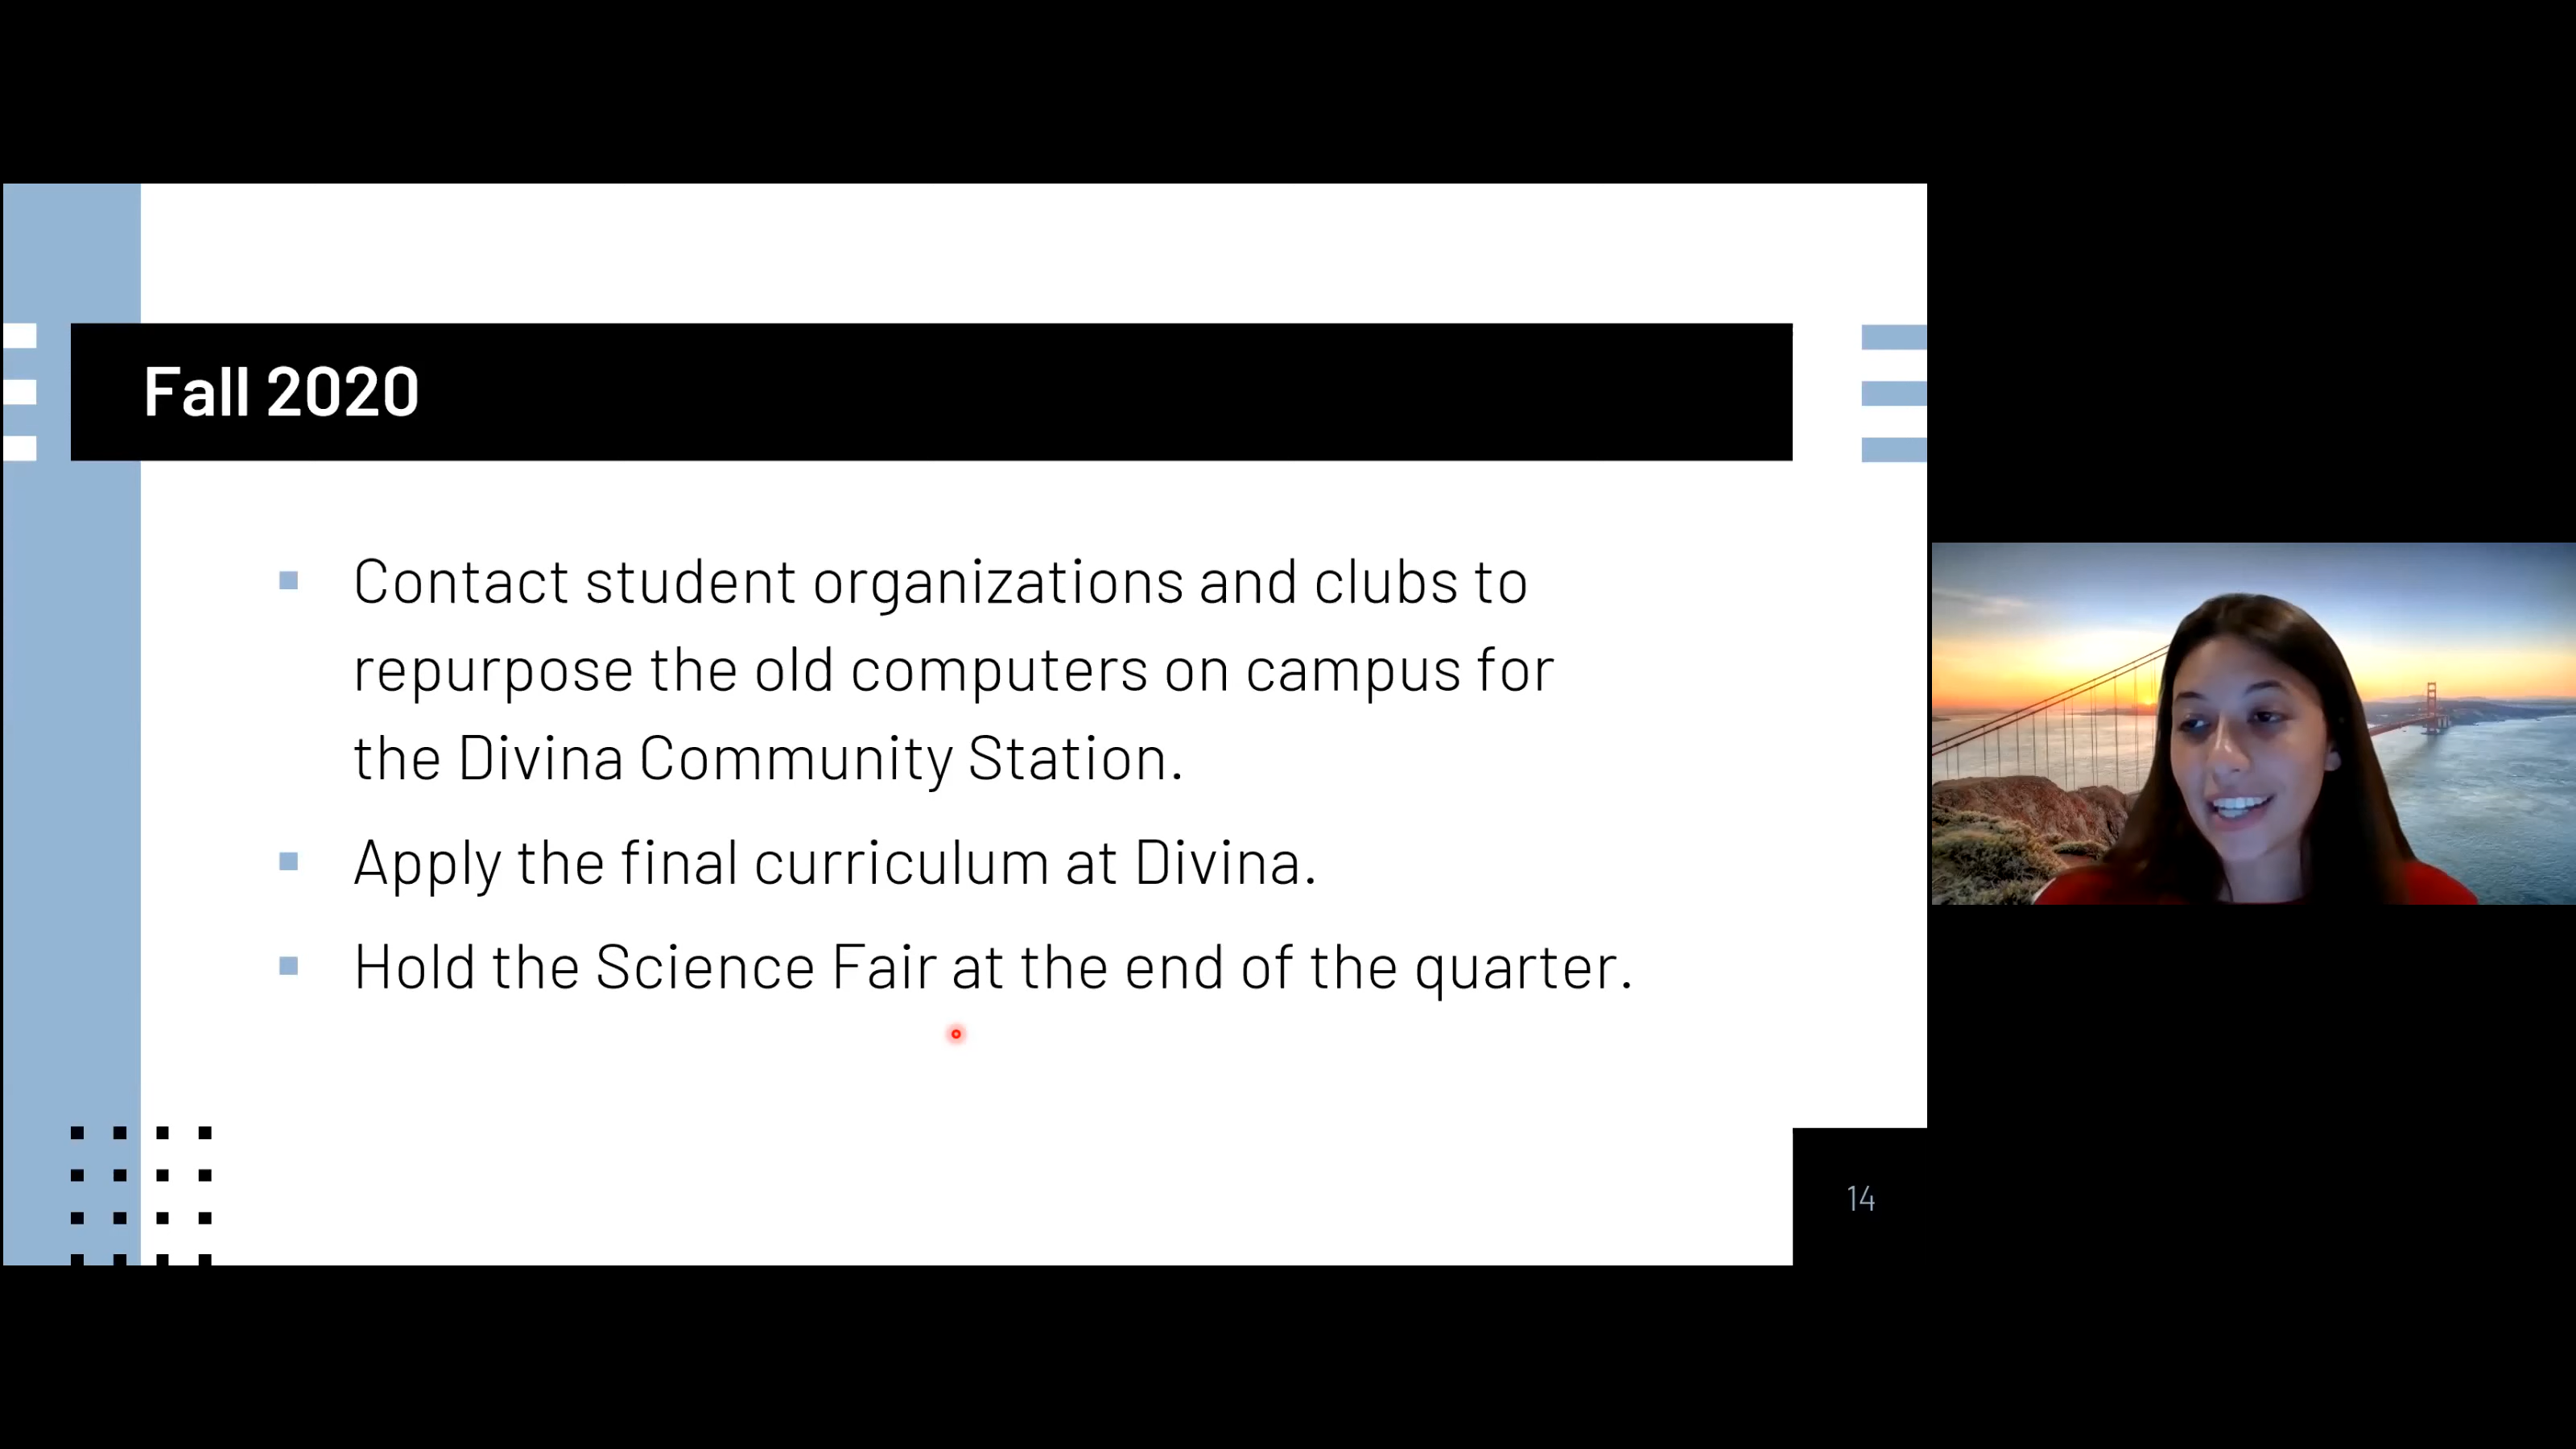 Fall 2020
Contact student organizations and clubs to
repurpose the old computers on campus for
the Divina Community Station.
Apply the final curriculum at Divina.
Hold the Science Fair at the end of the quarter.
14